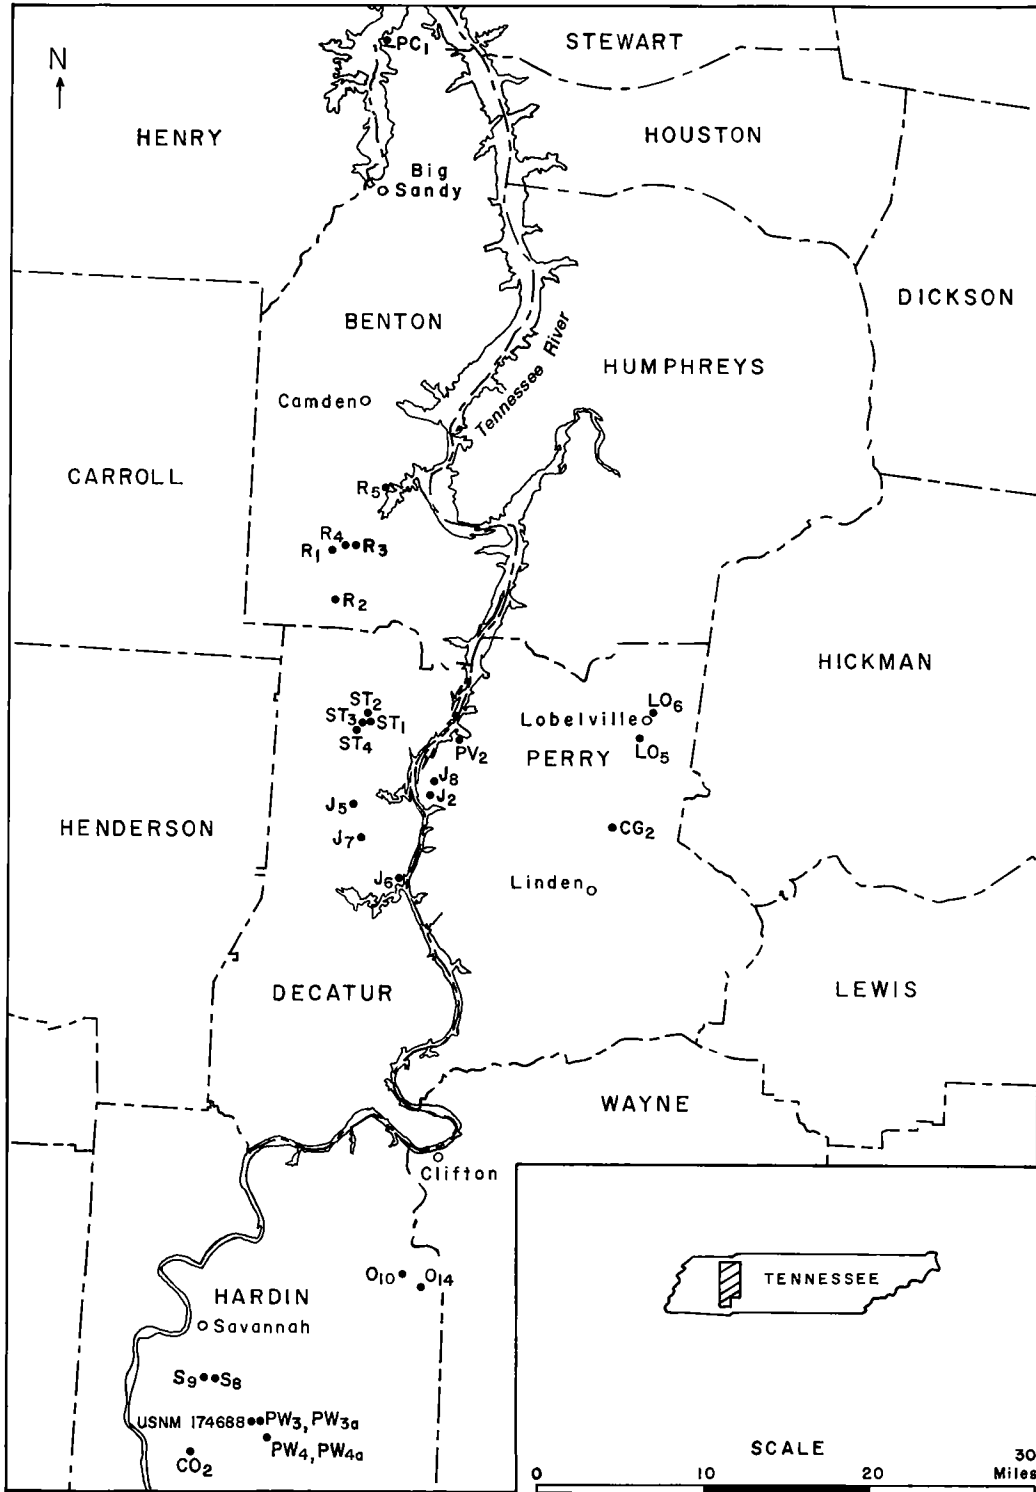 PC1
STEWART
N
HENRY
HOUSTON
Big
Sandy
DICKSON
BENTON
Tennessee River
HUMPHREYS
Camden
CARROLL
R5
R4
R1
R3
R2
HICKMAN
ST2
ST3
ST1
ST4
LO6
Lobelville
LO5
PV2
PERRY
J8
J2
J5
HENDERSON
J7
CG2
J6
Linden
DECATUR
LEWIS
WAYNE
Clifton
O10
O14
HARDIN
Savannah
TENNESSEE
S9
S8
USNM 174688
PW3, PW3a
PW4, PW4a
CO2
SCALE
0 10 20 30
Miles